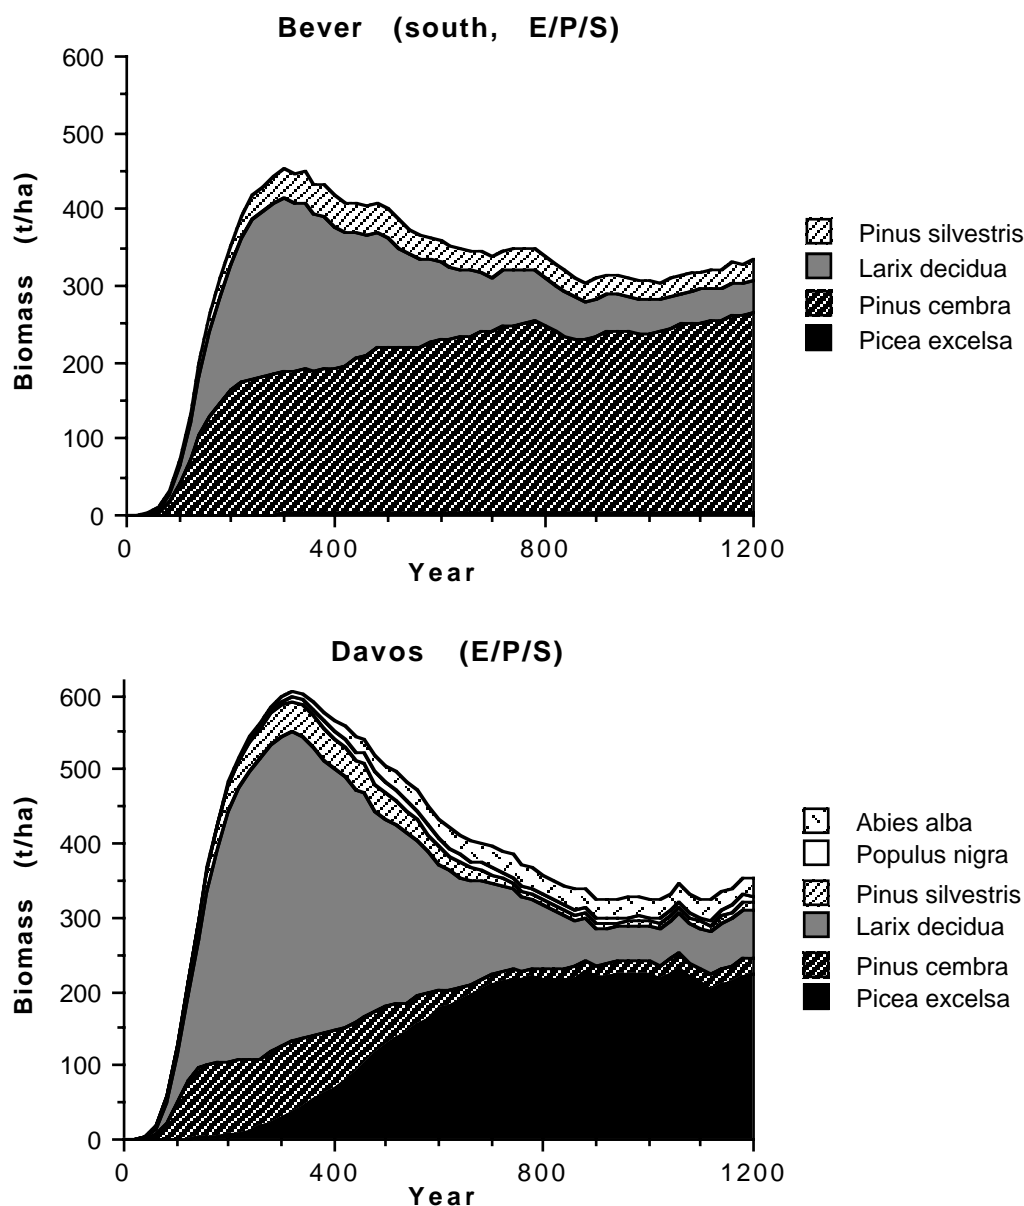 Bever (south, E/P/S)
600
500
400
300
200
100
0
Biomass (t/ha)
0 400 800 1200
Year
Pinus silvestris
Larix decidua
Pinus cembra
Picea excelsa
Davos (E/P/S)
600
500
400
300
200
100
0
Biomass (t/ha)
0 400 800 1200
Year
Abies alba
Populus nigra
Pinus silvestris
Larix decidua
Pinus cembra
Picea excelsa